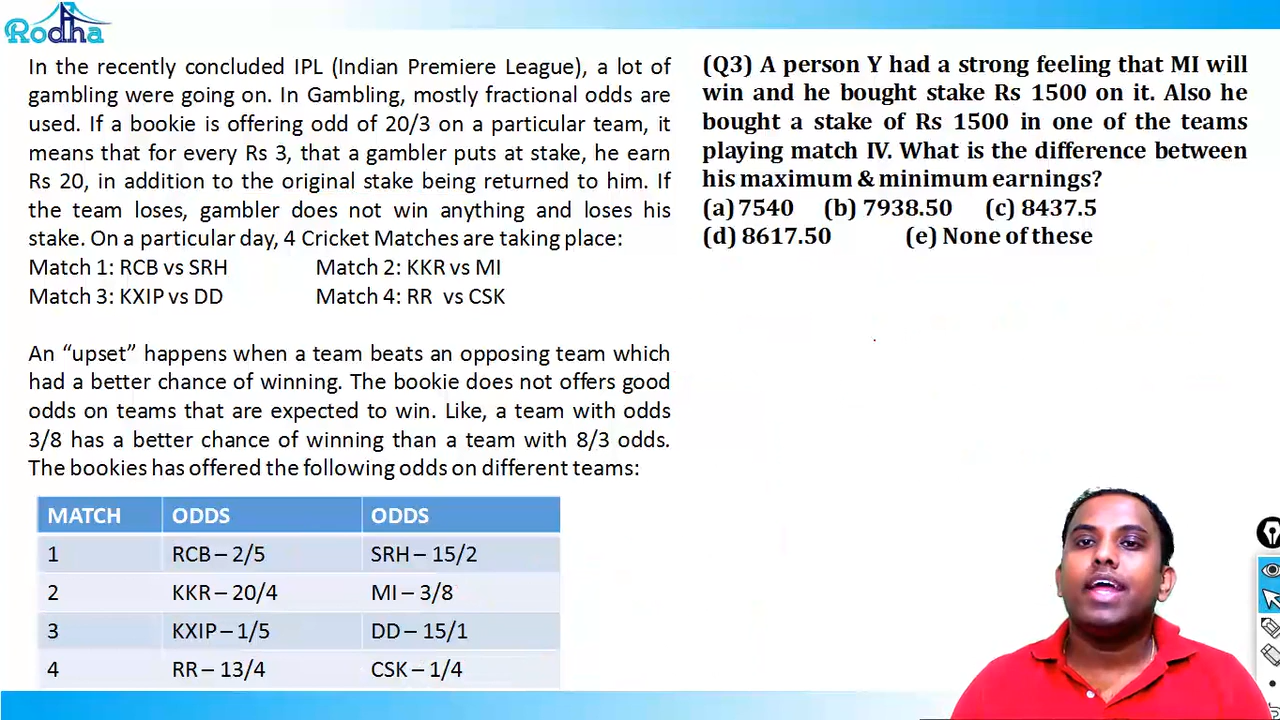 Rodha
In the recently concluded IPL (Indian Premiere League), a lot of
gambling were going on. In Gambling, mostly fractional odds are
used. If a bookie is offering odd of 20/3 on a particular team, it
means that for every Rs 3, that a gambler puts at stake, he earn
Rs 20, in addition to the original stake being returned to him. If
the team loses, gambler does not win anything and loses his
stake. On a particular day, 4 Cricket Matches are taking place:
Match 1: RCB vs SRH Match 2: KKR vs MI
Match 3: KXIP vs DD Match 4: RR vs CSK
An “upset” happens when a team beats an opposing team which
had a better chance of winning. The bookie does not offers good
odds on teams that are expected to win. Like, a team with odds
3/8 has a better chance of winning than a team with 8/3 odds.
The bookies has offered the following odds on different teams:
MATCH ODDS ODDS
1 RCB – 2/5 SRH – 15/2
2 KKR – 20/4 MI – 3/8
3 KXIP – 1/5 DD – 15/1
4 RR – 13/4 CSK – 1/4
(Q3) A person Y had a strong feeling that MI will
win and he bought stake Rs 1500 on it. Also he
bought a stake of Rs 1500 in one of the teams
playing match IV. What is the difference between
his maximum & minimum earnings?
(a) 7540 (b) 7938.50 (c) 8437.5
(d) 8617.50 (e) None of these